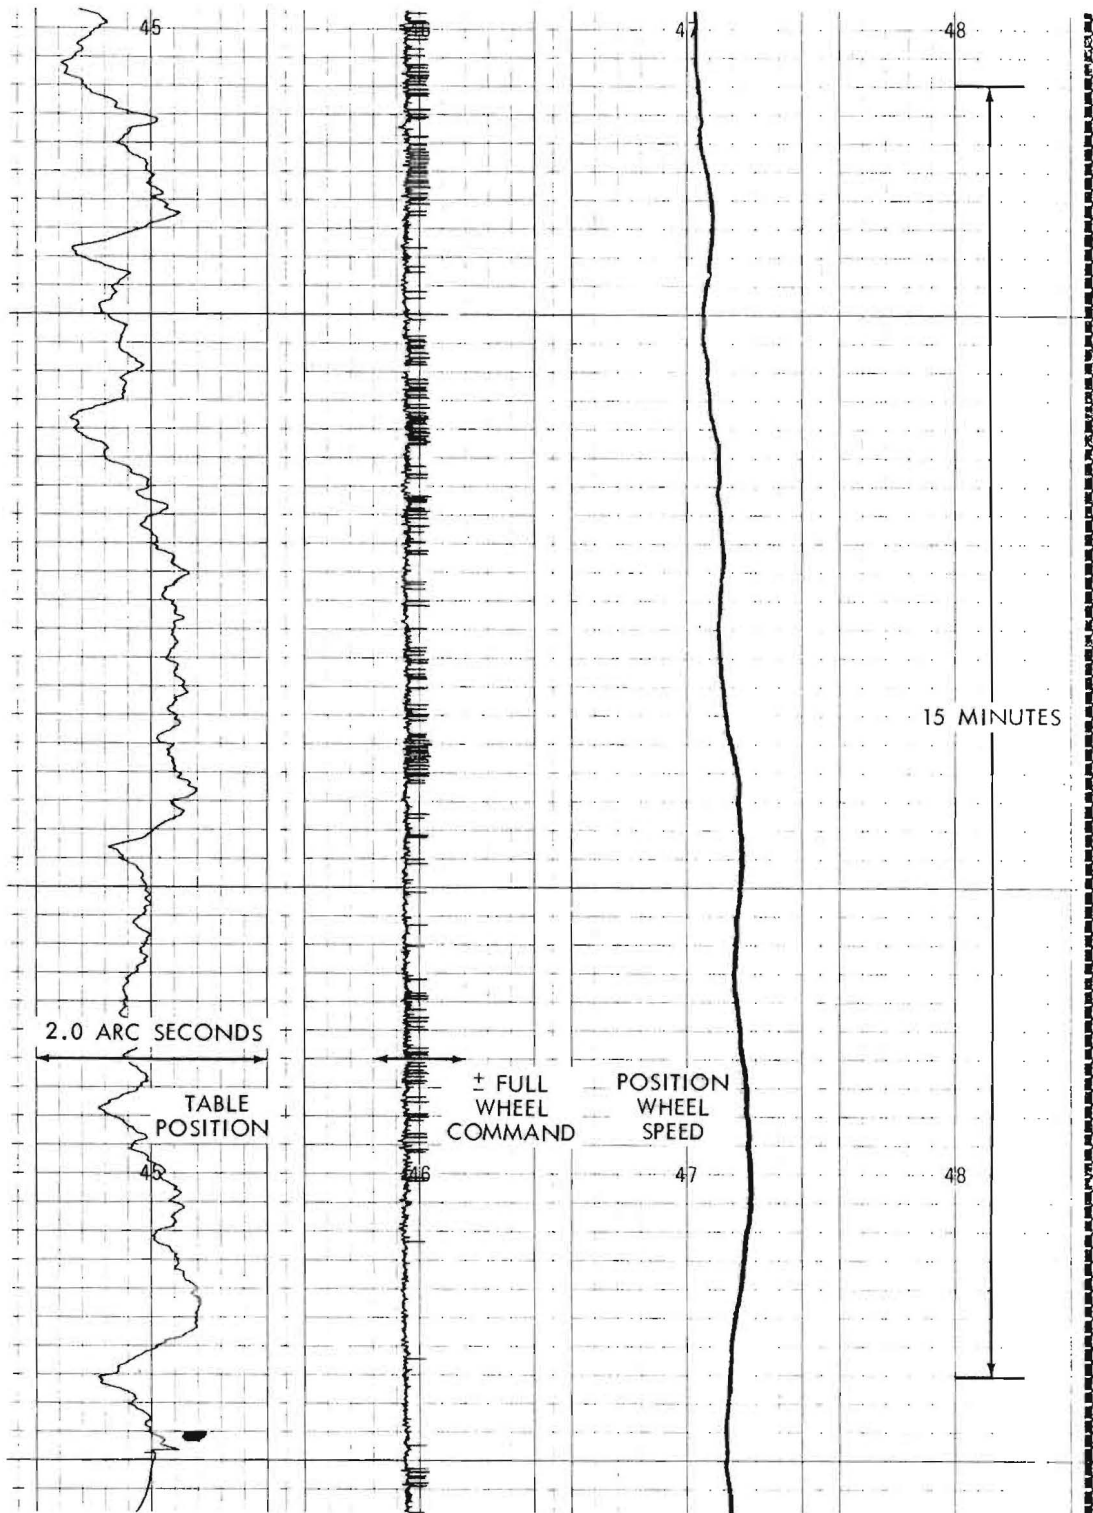 45
46
47
48
15 MINUTES
2.0 ARC SECONDS
TABLE
POSITION
± FULL
WHEEL
COMMAND
POSITION
WHEEL
SPEED
45
46
47
48